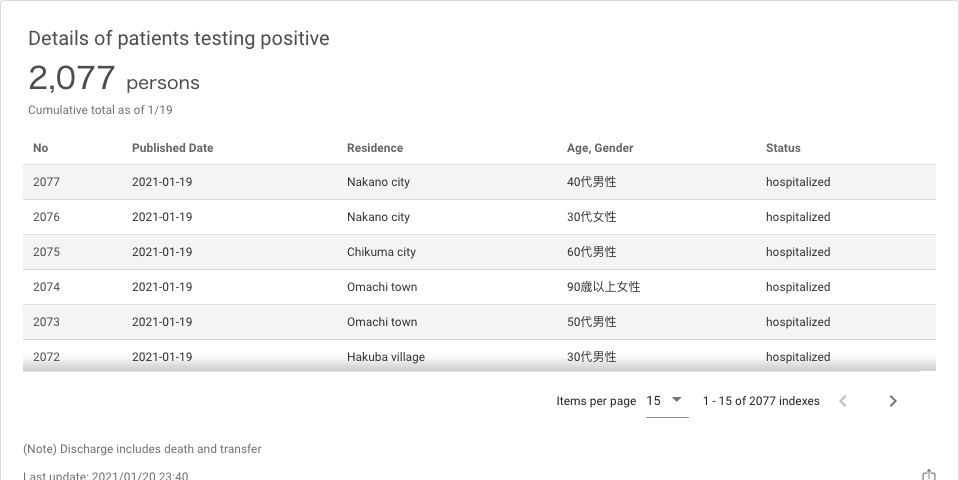 Details of patients testing positive
2,077 persons
Cumulative total as of 1/19
No Published Date Residence Age, Gender Status
2077 2021-01-19 Nakano city 40代男性 hospitalized
2076 2021-01-19 Nakano city 30代女性 hospitalized
2075 2021-01-19 Chikuma city 60代男性 hospitalized
2074 2021-01-19 Omachi town 90歳以上女性 hospitalized
2073 2021-01-19 Omachi town 50代男性 hospitalized
2072 2021-01-19 Hakuba village 30代男性 hospitalized
Items per page 15 1 - 15 of 2077 indexes
(Note) Discharge includes death and transfer
Last update: 2021/01/20 23:40